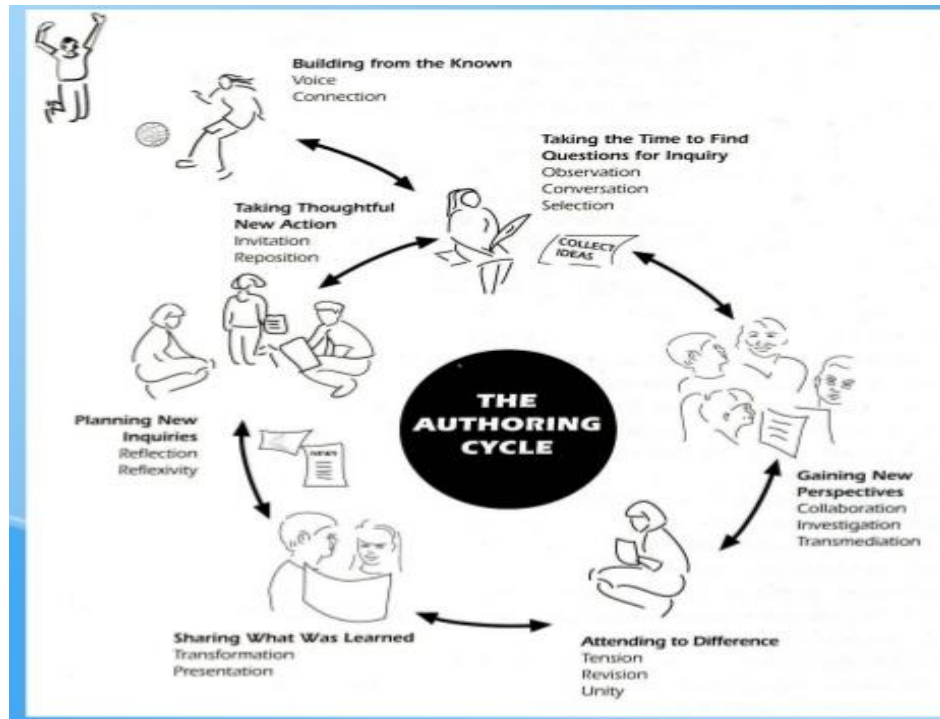 Building from the Known
Voice
Connection
Taking the Time to Find
Questions for Inquiry
Observation
Conversation
Selection
COLLECT
IDEAS
Gaining New
Perspectives
Collaboration
Investigation
Transmediation
Attending to Difference
Tension
Revision
Unity
Sharing What Was Learned
Transformation
Presentation
Planning New
Inquiries
Reflection
Reflexivity
NEWS
Taking Thoughtful
New Action
Invitation
Reposition
THE
AUTHORING
CYCLE